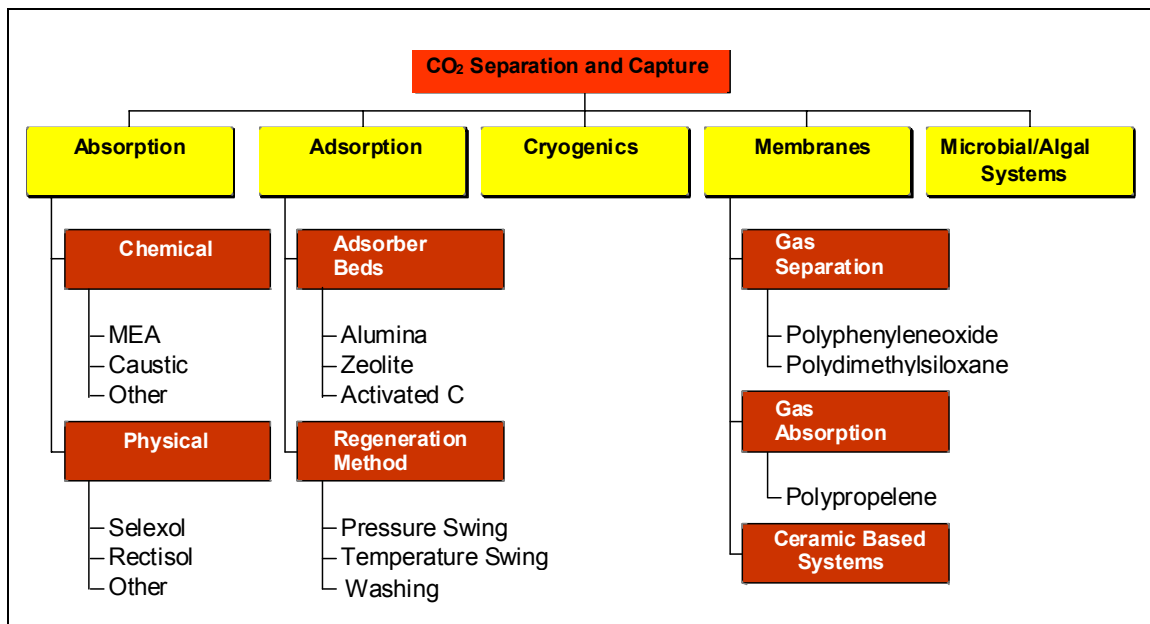 CO₂ Separation and Capture
Absorption
Adsorption
Cryogenics
Membranes
Microbial/Algal
Systems
Chemical
MEA
Caustic
Other
Physical
Selexol
Rectisol
Other
Adsorber
Beds
Alumina
Zeolite
Activated C
Regeneration
Method
Pressure Swing
Temperature Swing
Washing
Gas
Separation
Polyphenyleneoxide
Polydimethylsiloxane
Gas
Absorption
Polypropelene
Ceramic Based
Systems